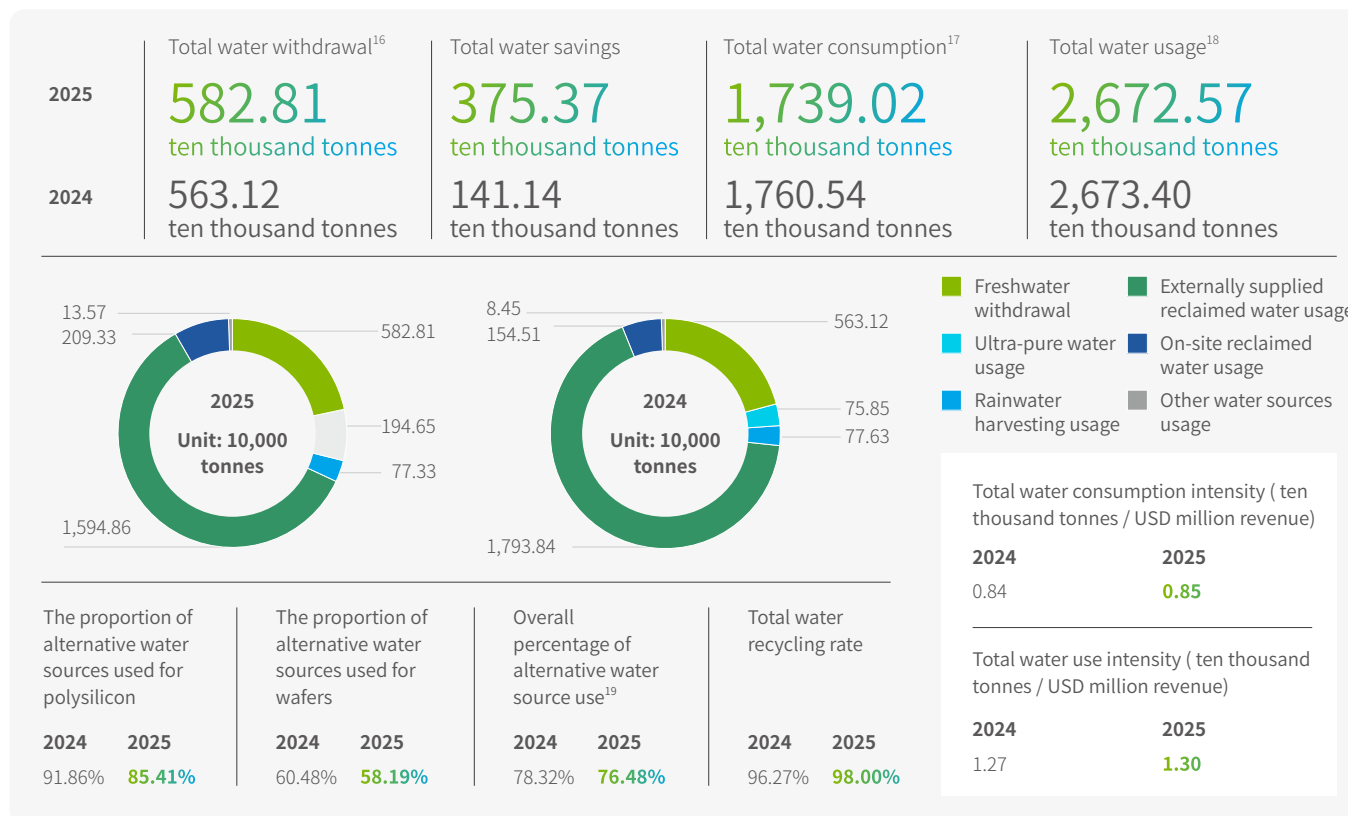 Total water withdrawal16
Total water savings
Total water consumption17
Total water usage18
2025
582.81
ten thousand tonnes
375.37
ten thousand tonnes
1,739.02
ten thousand tonnes
2,672.57
ten thousand tonnes
2024
563.12
ten thousand tonnes
141.14
ten thousand tonnes
1,760.54
ten thousand tonnes
2,673.40
ten thousand tonnes
13.57
209.33
582.81
194.65
77.33
1,594.86
2025
Unit: 10,000
tonnes
8.45
154.51
563.12
75.85
77.63
1,793.84
2024
Unit: 10,000
tonnes
Freshwater
withdrawal
Externally supplied
reclaimed water usage
Ultra-pure water
usage
On-site reclaimed
water usage
Rainwater
harvesting usage
Other water sources
usage
Total water consumption intensity ( ten
thousand tonnes / USD million revenue)
2024
2025
0.84
0.85
Total water use intensity ( ten thousand
tonnes / USD million revenue)
2024
2025
1.27
1.30
The proportion of
alternative water
sources used for
polysilicon
2024
2025
91.86%
85.41%
The proportion of
alternative water
sources used for
wafers
2024
2025
60.48%
58.19%
Overall
percentage of
alternative water
source use19
2024
2025
78.32%
76.48%
Total water
recycling rate
2024
2025
96.27%
98.00%